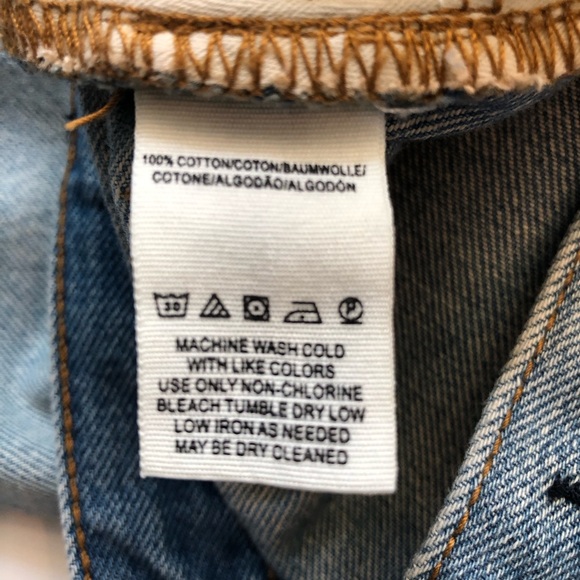 100% COTTON/COTON/BAUMWOLLE/
COTONE/ALGODÃO/ALGODÓN
30 P
MACHINE WASH COLD
WITH LIKE COLORS
USE ONLY NON-CHLORINE
BLEACH TUMBLE DRY LOW
LOW IRON AS NEEDED
MAY BE DRY CLEANED